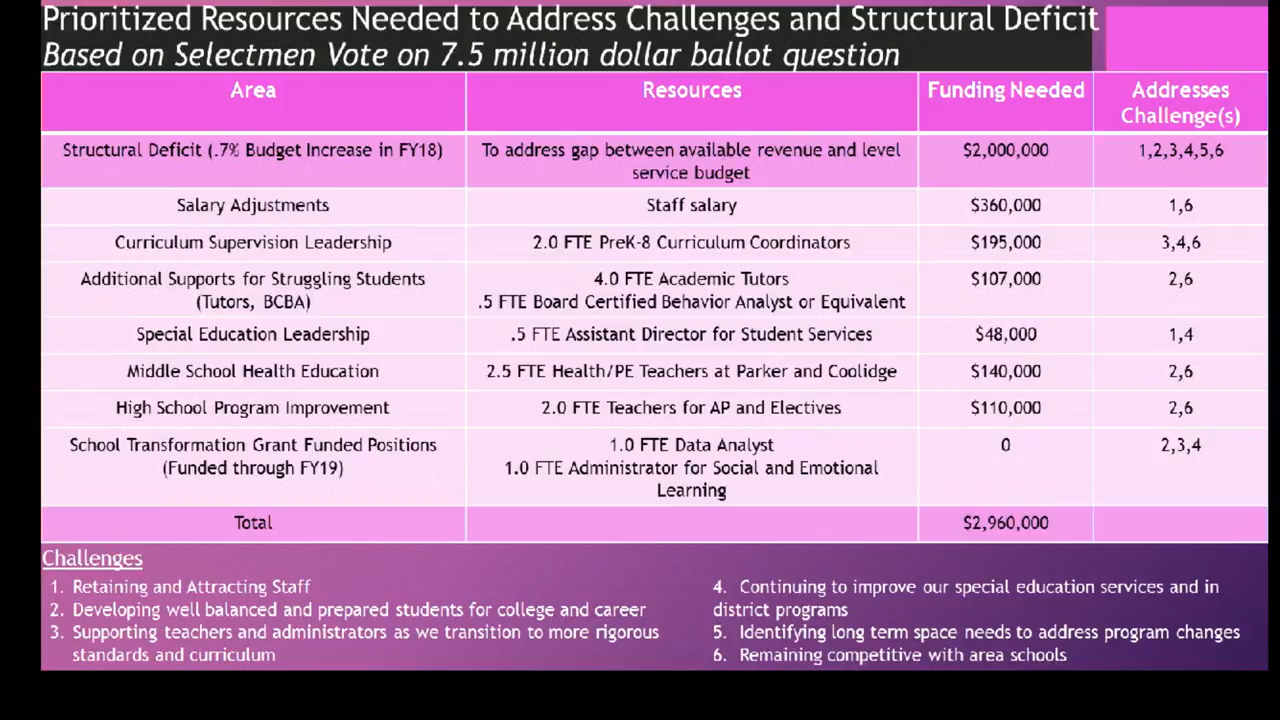 Prioritized Resources Needed to Address Challenges and Structural Deficit
Based on Selectmen Vote on 7.5 million dollar ballot question
Area Resources Funding Needed Addresses
Challenge(s)
Structural Deficit (.7% Budget Increase in FY18) To address gap between available revenue and level $2,000,000 1,2,3,4,5,6
service budget
Salary Adjustments Staff salary $360,000 1,6
Curriculum Supervision Leadership 2.0 FTE PreK-8 Curriculum Coordinators $195,000 3,4,6
Additional Supports for Struggling Students 4.0 FTE Academic Tutors $107,000 2,6
(Tutors, BCBA) .5 FTE Board Certified Behavior Analyst or Equivalent
Special Education Leadership .5 FTE Assistant Director for Student Services $48,000 1,4
Middle School Health Education 2.5 FTE Health/PE Teachers at Parker and Coolidge $140,000 2,6
High School Program Improvement 2.0 FTE Teachers for AP and Electives $110,000 2,6
School Transformation Grant Funded Positions 1.0 FTE Data Analyst 0 2,3,4
(Funded through FY19) 1.0 FTE Administrator for Social and Emotional
Learning
Total $2,960,000
Challenges
1. Retaining and Attracting Staff
2. Developing well balanced and prepared students for college and career
3. Supporting teachers and administrators as we transition to more rigorous
standards and curriculum
4. Continuing to improve our special education services and in
district programs
5. Identifying long term space needs to address program changes
6. Remaining competitive with area schools